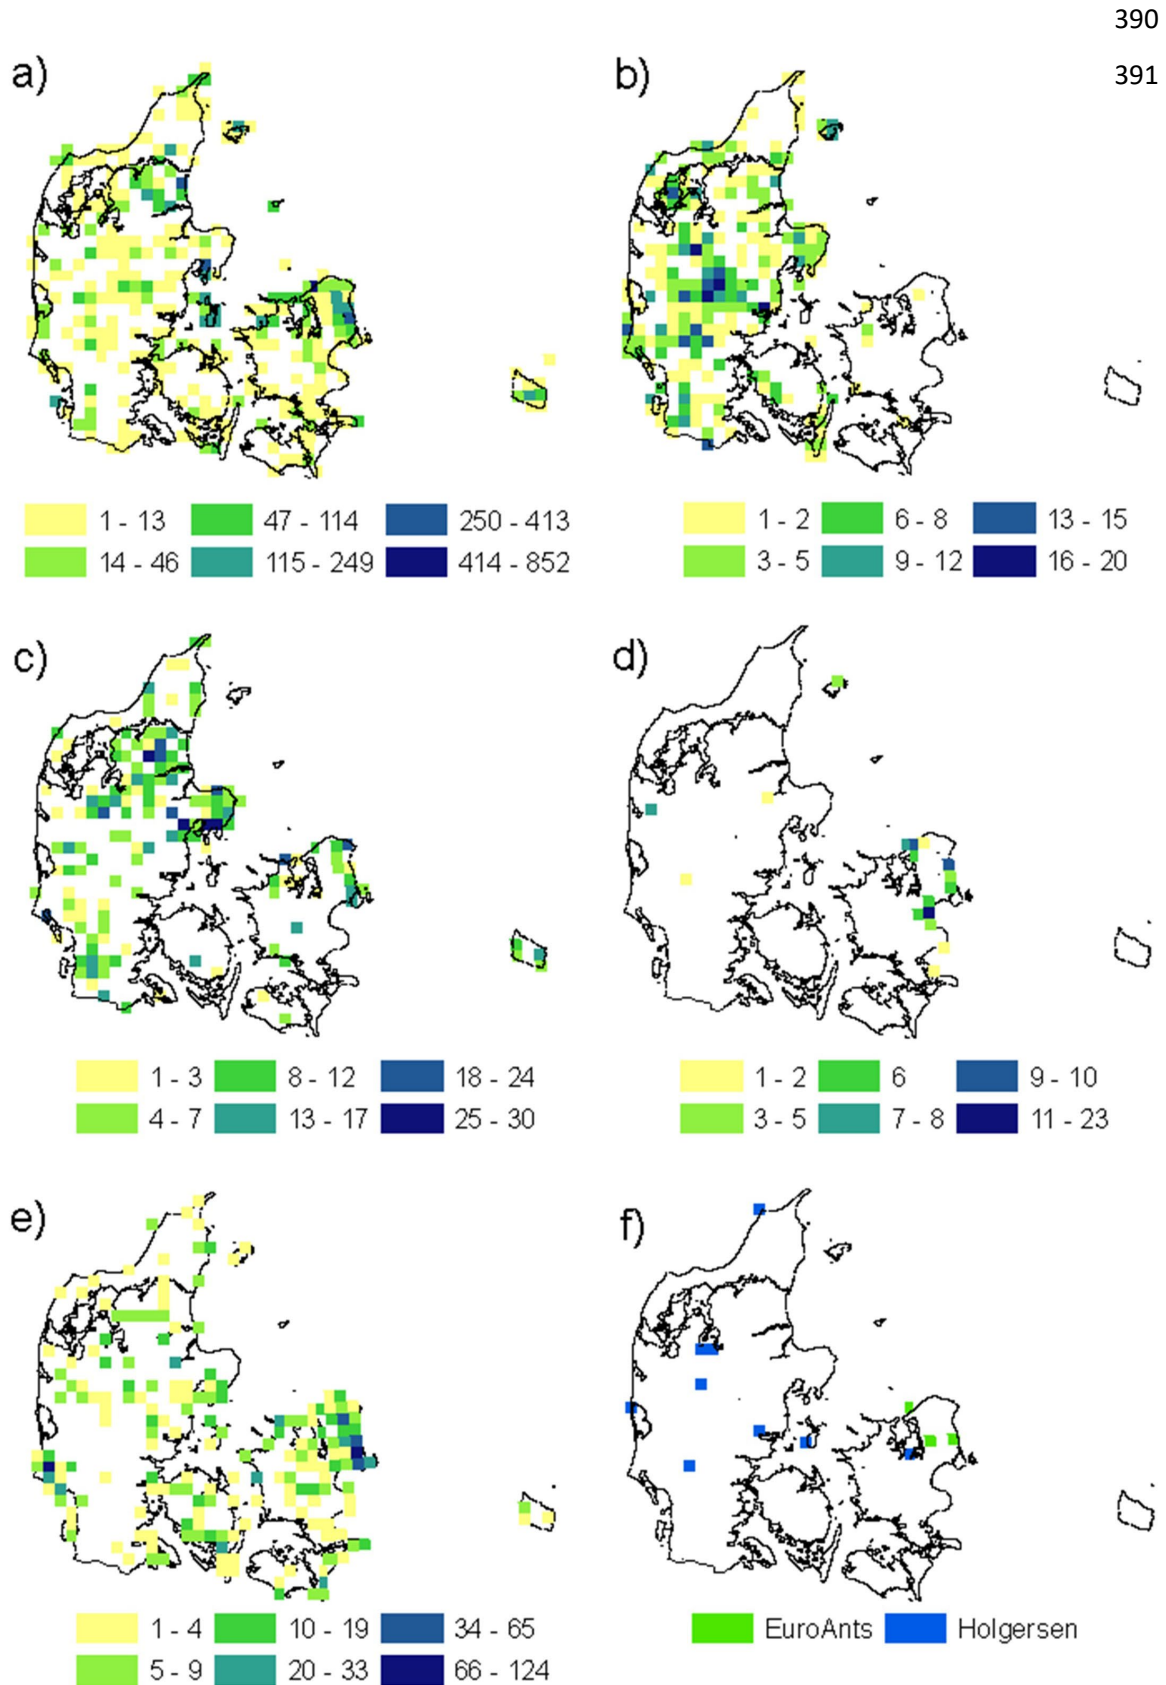 390
391
a) b)
1 - 13 47 - 114 250 - 413
14 - 46 115 - 249 414 - 852
1 - 2 6 - 8 13 - 15
3 - 5 9 - 12 16 - 20
c) d)
1 - 3 8 - 12 18 - 24
4 - 7 13 - 17 25 - 30
1 - 2 6 9 - 10
3 - 5 7 - 8 11 - 23
e) f)
1 - 4 10 - 19 34 - 65
5 - 9 20 - 33 66 - 124
EuroAnts Holgersen